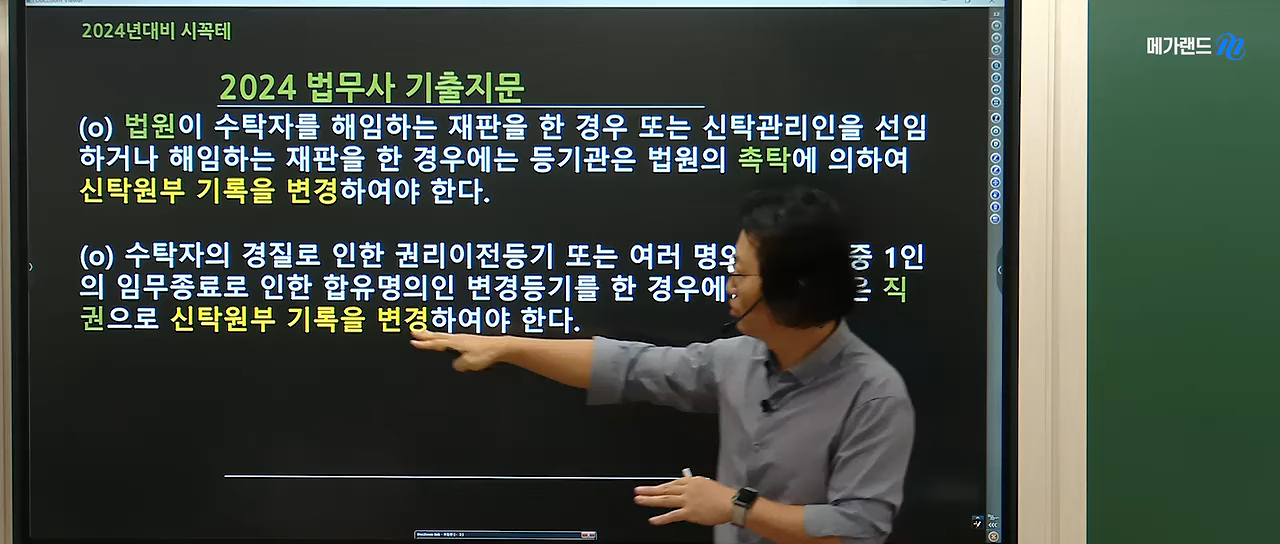 2024년대비 시꼭테
메가랜드
2024 법무사 기출지문
(o) 법원이 수탁자를 해임하는 재판을 한 경우 또는 신탁관리인을 선임
하거나 해임하는 재판을 한 경우에는 등기관은 법원의 촉탁에 의하여
신탁원부 기록을 변경하여야 한다.
(o) 수탁자의 경질로 인한 권리이전등기 또는 여러 중 1인
의 임무종료로 인한 합유명의인 변경등기를 한 직
권으로 신탁원부 기록을 변경하여야 한다.